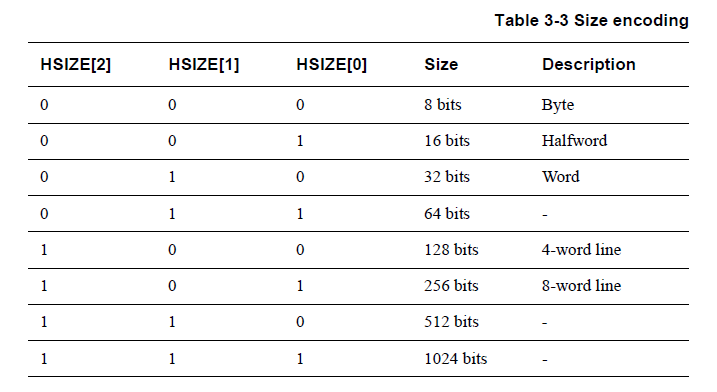 Table 3-3 Size encoding
HSIZE[2] HSIZE[1] HSIZE[0] Size Description
0 0 0 8 bits Byte
0 0 1 16 bits Halfword
0 1 0 32 bits Word
0 1 1 64 bits -
1 0 0 128 bits 4-word line
1 0 1 256 bits 8-word line
1 1 0 512 bits -
1 1 1 1024 bits -